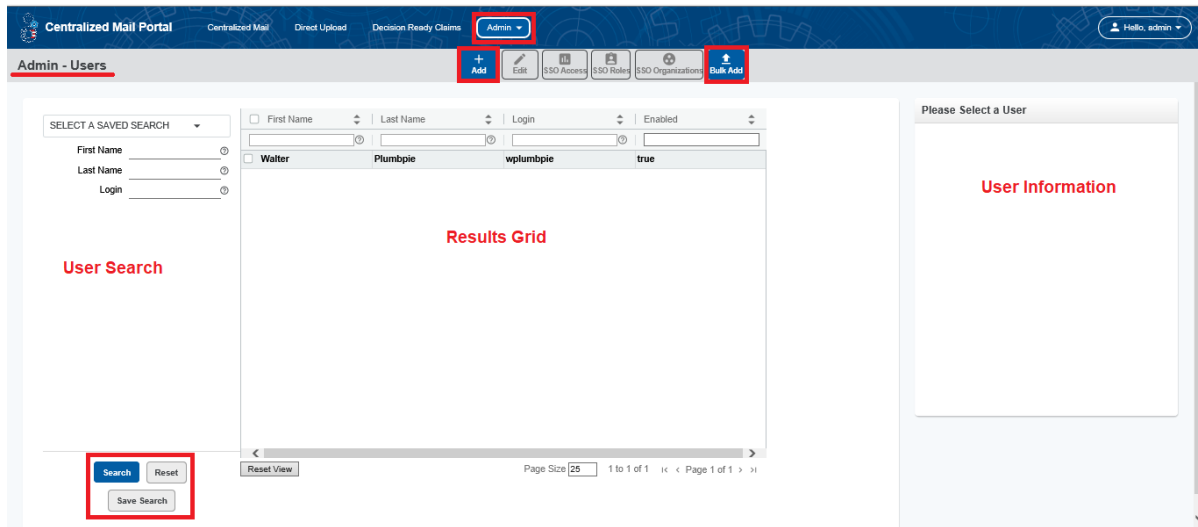 Centralized Mail Portal Centralized Mail Direct Upload Decision Ready Claims Admin Hello, admin
Admin - Users Add Edit SSO Access SSO Roles SSO Organizations Bulk Add
SELECT A SAVED SEARCH
First Name
Last Name
Login
User Search
Search Reset
Save Search
First Name Last Name Login Enabled
Walter Plumbpie wplumbpie true
Results Grid
Reset View Page Size 25 1 to 1 of 1 Page 1 of 1
Please Select a User
User Information